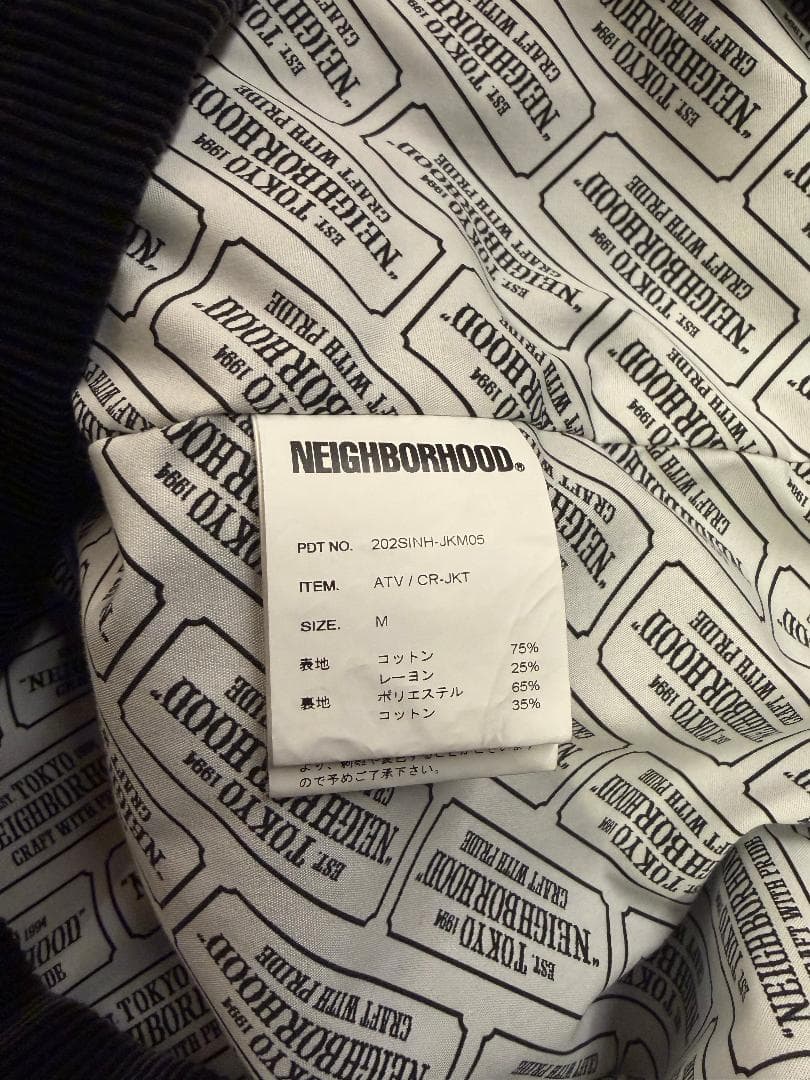 NEIGHBORHOOD®
PDT NO. 202SINH-JKM05
ITEM. ATV / CR-JKT
SIZE. M
表地 コットン 75%
レーヨン 25%
裏地 ポリエステル 65%
コットン 35%
ので予めご了承下さい。
EST. TOKYO 1994
"NEIGHBORHOOD"
CRAFT WITH PRIDE